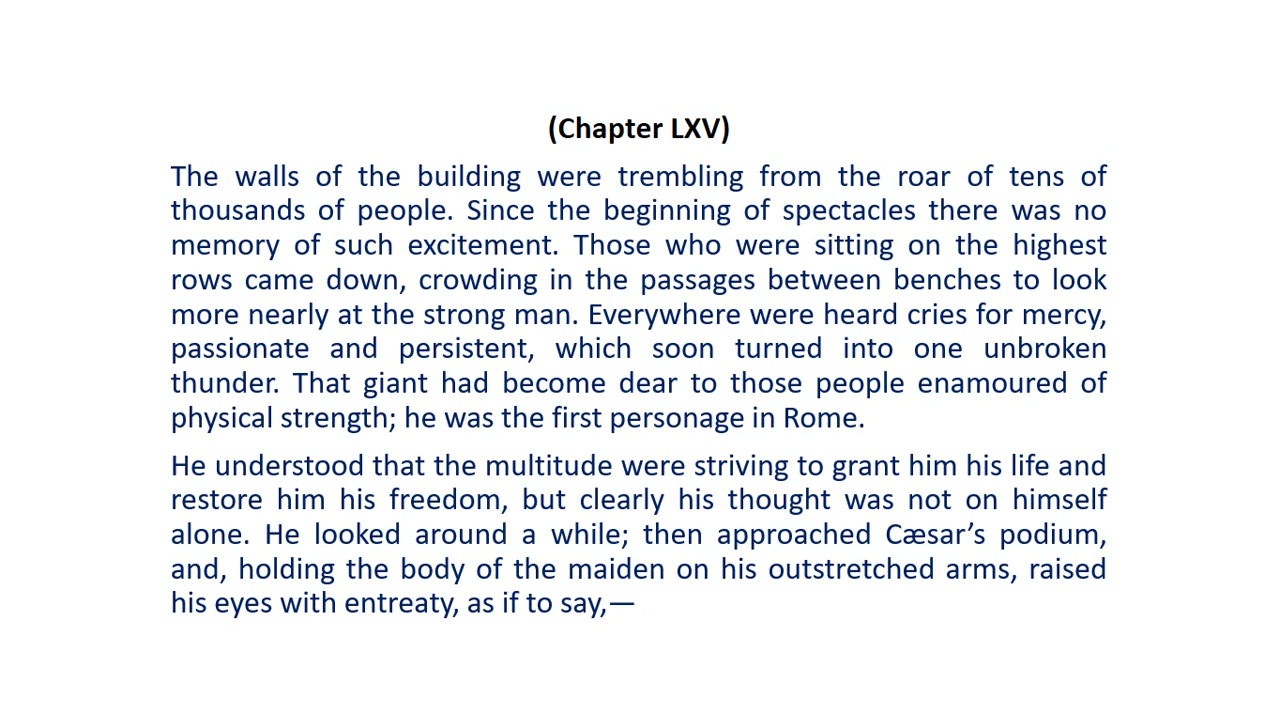 (Chapter LXV)
The walls of the building were trembling from the roar of tens of
thousands of people. Since the beginning of spectacles there was no
memory of such excitement. Those who were sitting on the highest
rows came down, crowding in the passages between benches to look
more nearly at the strong man. Everywhere were heard cries for mercy,
passionate and persistent, which soon turned into one unbroken
thunder. That giant had become dear to those people enamoured of
physical strength; he was the first personage in Rome.
He understood that the multitude were striving to grant him his life and
restore him his freedom, but clearly his thought was not on himself
alone. He looked around a while; then approached Cæsar’s podium,
and, holding the body of the maiden on his outstretched arms, raised
his eyes with entreaty, as if to say,—